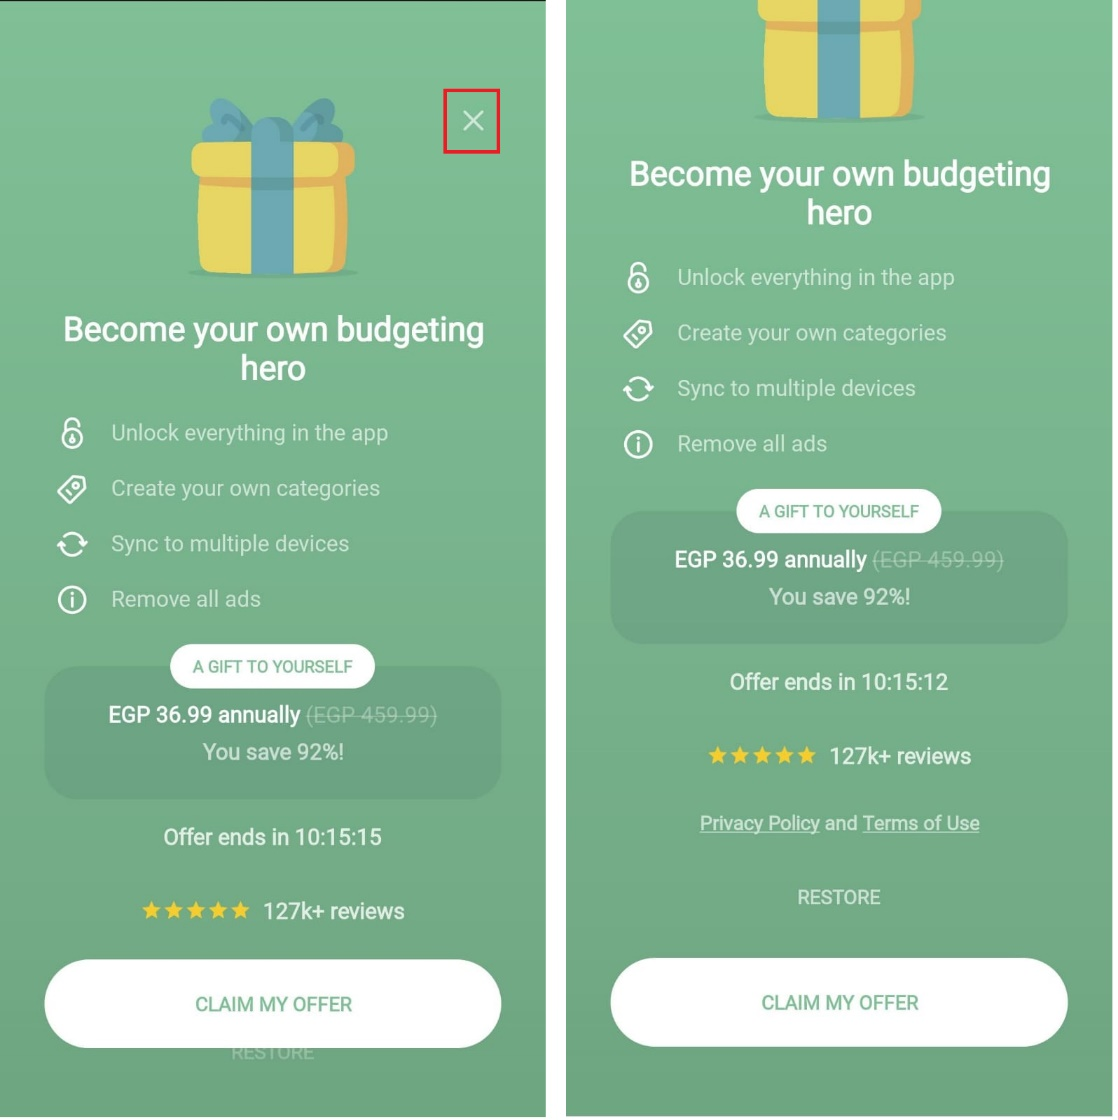 Become your own budgeting
hero
Unlock everything in the app
Create your own categories
Sync to multiple devices
Remove all ads
A GIFT TO YOURSELF
EGP 36.99 annually (EGP 459.99)
You save 92%!
Offer ends in 10:15:15
127k+ reviews
CLAIM MY OFFER
RESTORE
Become your own budgeting
hero
Unlock everything in the app
Create your own categories
Sync to multiple devices
Remove all ads
A GIFT TO YOURSELF
EGP 36.99 annually (EGP 459.99)
You save 92%!
Offer ends in 10:15:12
127k+ reviews
Privacy Policy and Terms of Use
RESTORE
CLAIM MY OFFER